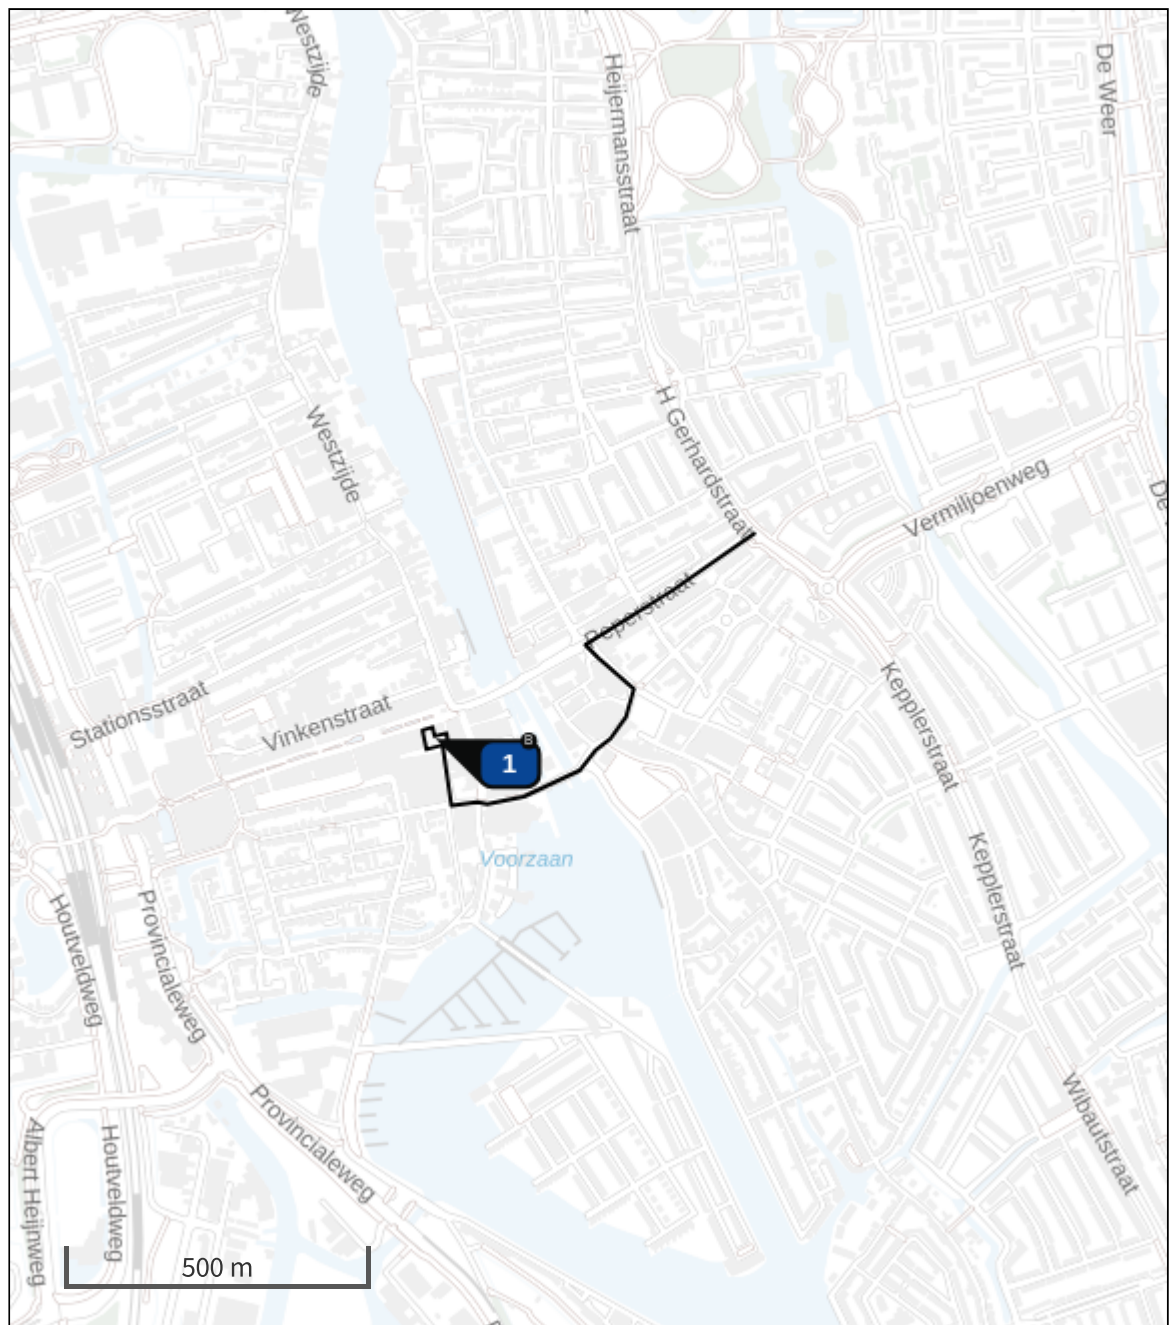 Westzijde
Heijermansstraat
De Weer
Westzijde
H Gerhardstraat
Vermiljoenweg
De
Peperstraat
Stationsstraat
Vinkenstraat
Kepplerstraat
B
1
Voorzaan
Kepplerstraat
Houtveldweg
Provincialeweg
Provincialeweg
Wibautstraat
Albert Heijnweg
Houtveldweg
500 m